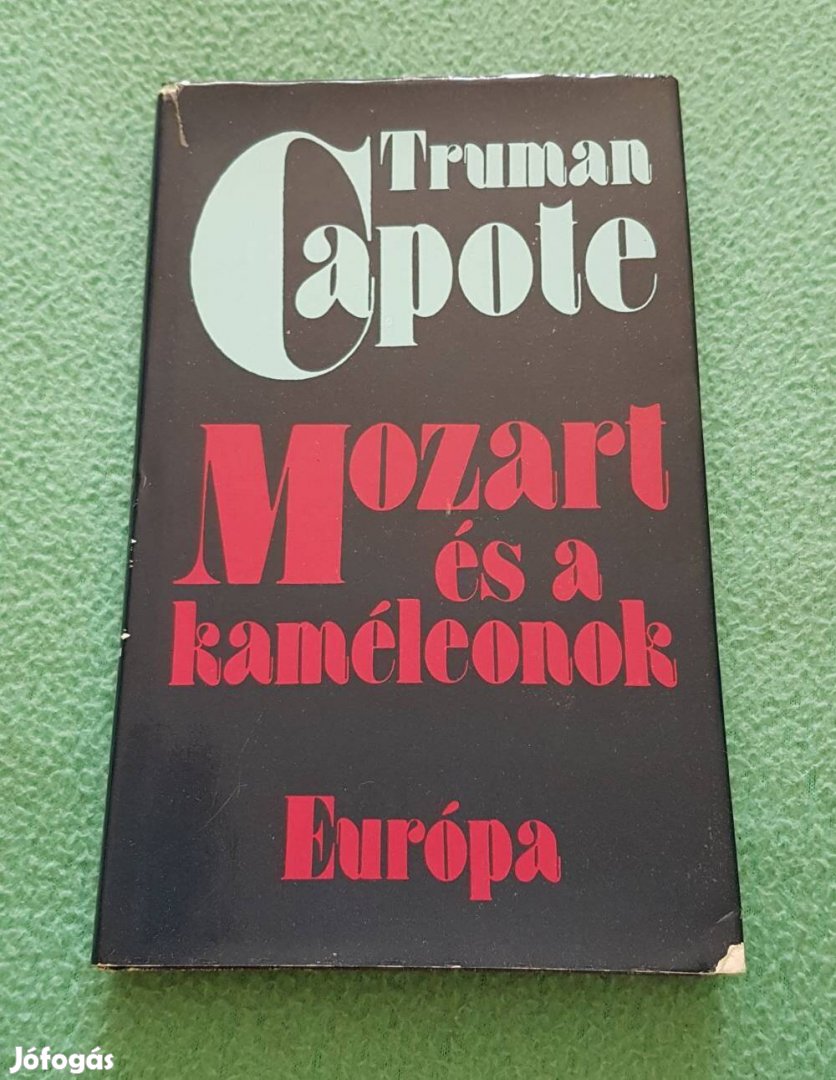 Truman
Capote
Mozart
és a
kaméleonok
Európa
Jófogás